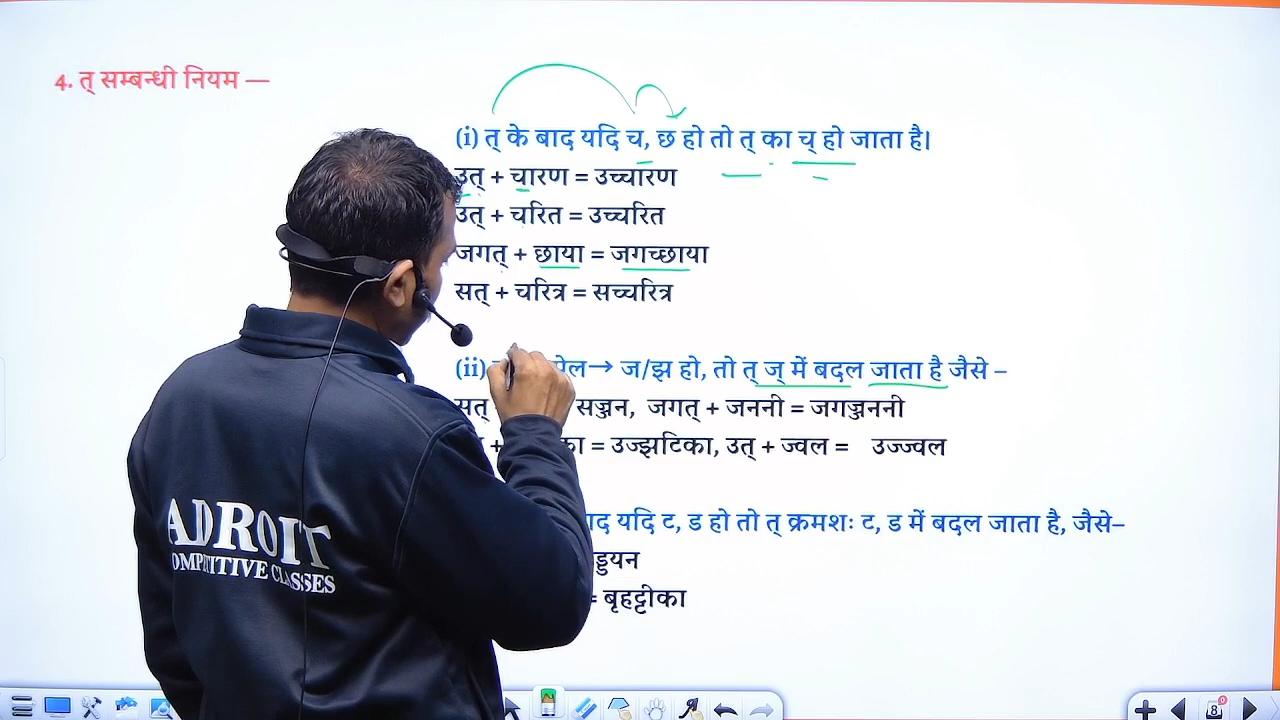 4. त् सम्बन्धी नियम —
(i) त् के बाद यदि च, छ हो तो त् का च् हो जाता है।
उत् + चारण = उच्चारण
उत् + चरित = उच्चरित
जगत् + छाया = जगच्छाया
सत् + चरित्र = सच्चरित्र
(ii) ज/झ हो, तो त् ज् में बदल जाता है जैसे –
सत् सज्जन, जगत् + जननी = जगज्जननी
+ = उज्झटिका, उत् + ज्वल = उज्ज्वल
यदि ट, ड हो तो त् क्रमशः ट, ड में बदल जाता है, जैसे–
= बृहट्टीका
ADROIT
COMPETITIVE CLASSES
8